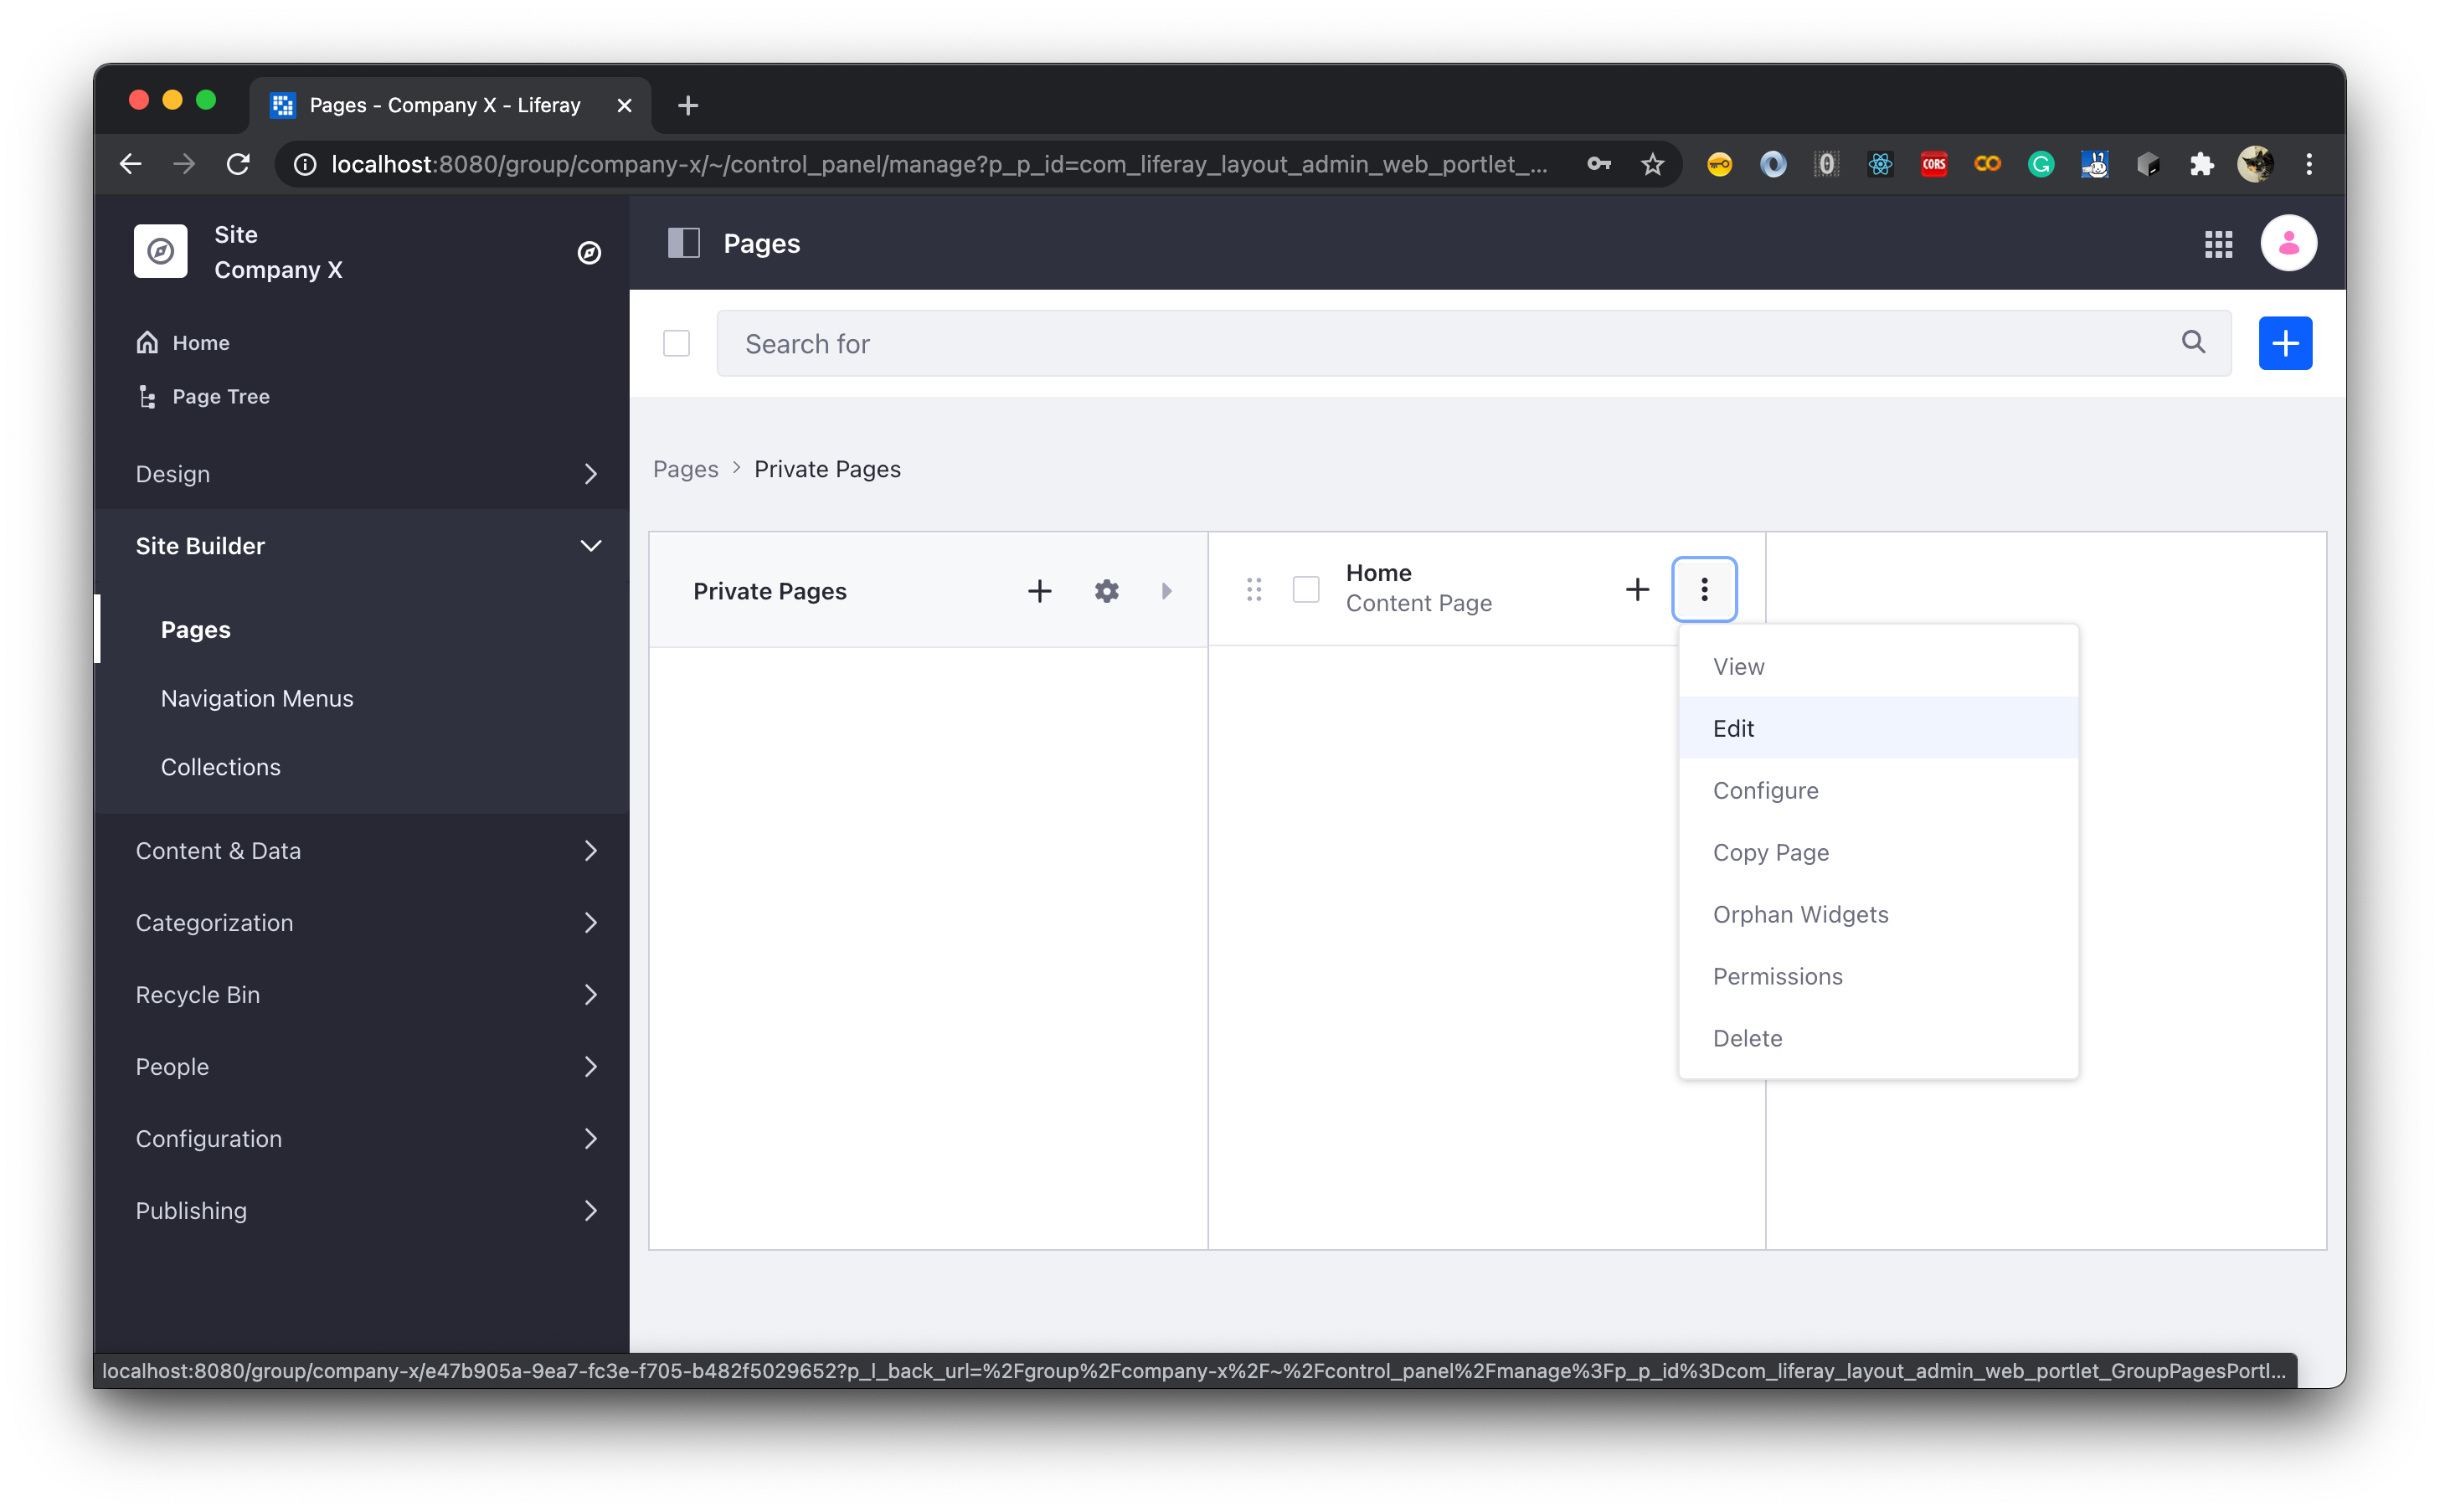 Pages - Company X - Liferay
localhost:8080/group/company-x/~/control_panel/manage?p_p_id=com_liferay_layout_admin_web_portlet_...
CORS
Site
Company X
Pages
Home
Search for
Page Tree
Design
Pages > Private Pages
Site Builder
Private Pages
Home
Content Page
Pages
View
Navigation Menus
Edit
Collections
Configure
Content & Data
Copy Page
Categorization
Orphan Widgets
Recycle Bin
Permissions
People
Delete
Configuration
Publishing
localhost:8080/group/company-x/e47b905a-9ea7-fc3e-f705-b482f5029652?p_l_back_url=%2Fgroup%2Fcompany-x%2F~%2Fcontrol_panel%2Fmanage%3Fp_p_id%3Dcom_liferay_layout_admin_web_portlet_GroupPagesPortl...